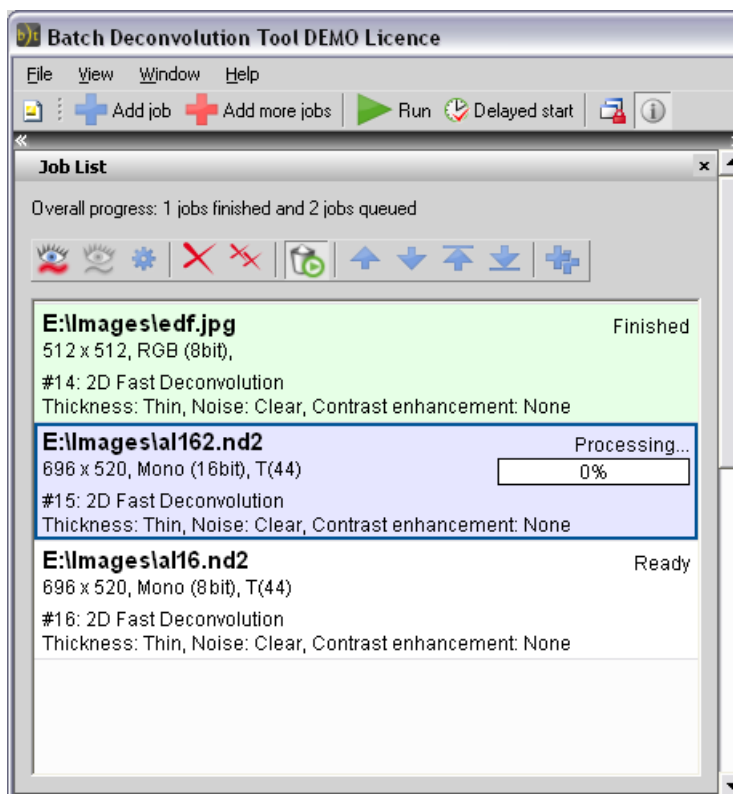 Batch Deconvolution Tool DEMO Licence
File View Window Help
Add job Add more jobs Run Delayed start
Job List
Overall progress: 1 jobs finished and 2 jobs queued
E:\Images\edf.jpg Finished
512 x 512, RGB (8bit),
#14: 2D Fast Deconvolution
Thickness: Thin, Noise: Clear, Contrast enhancement: None
E:\Images\al162.nd2 Processing...
696 x 520, Mono (16bit), T(44) 0%
#15: 2D Fast Deconvolution
Thickness: Thin, Noise: Clear, Contrast enhancement: None
E:\Images\al16.nd2 Ready
696 x 520, Mono (8bit), T(44)
#16: 2D Fast Deconvolution
Thickness: Thin, Noise: Clear, Contrast enhancement: None